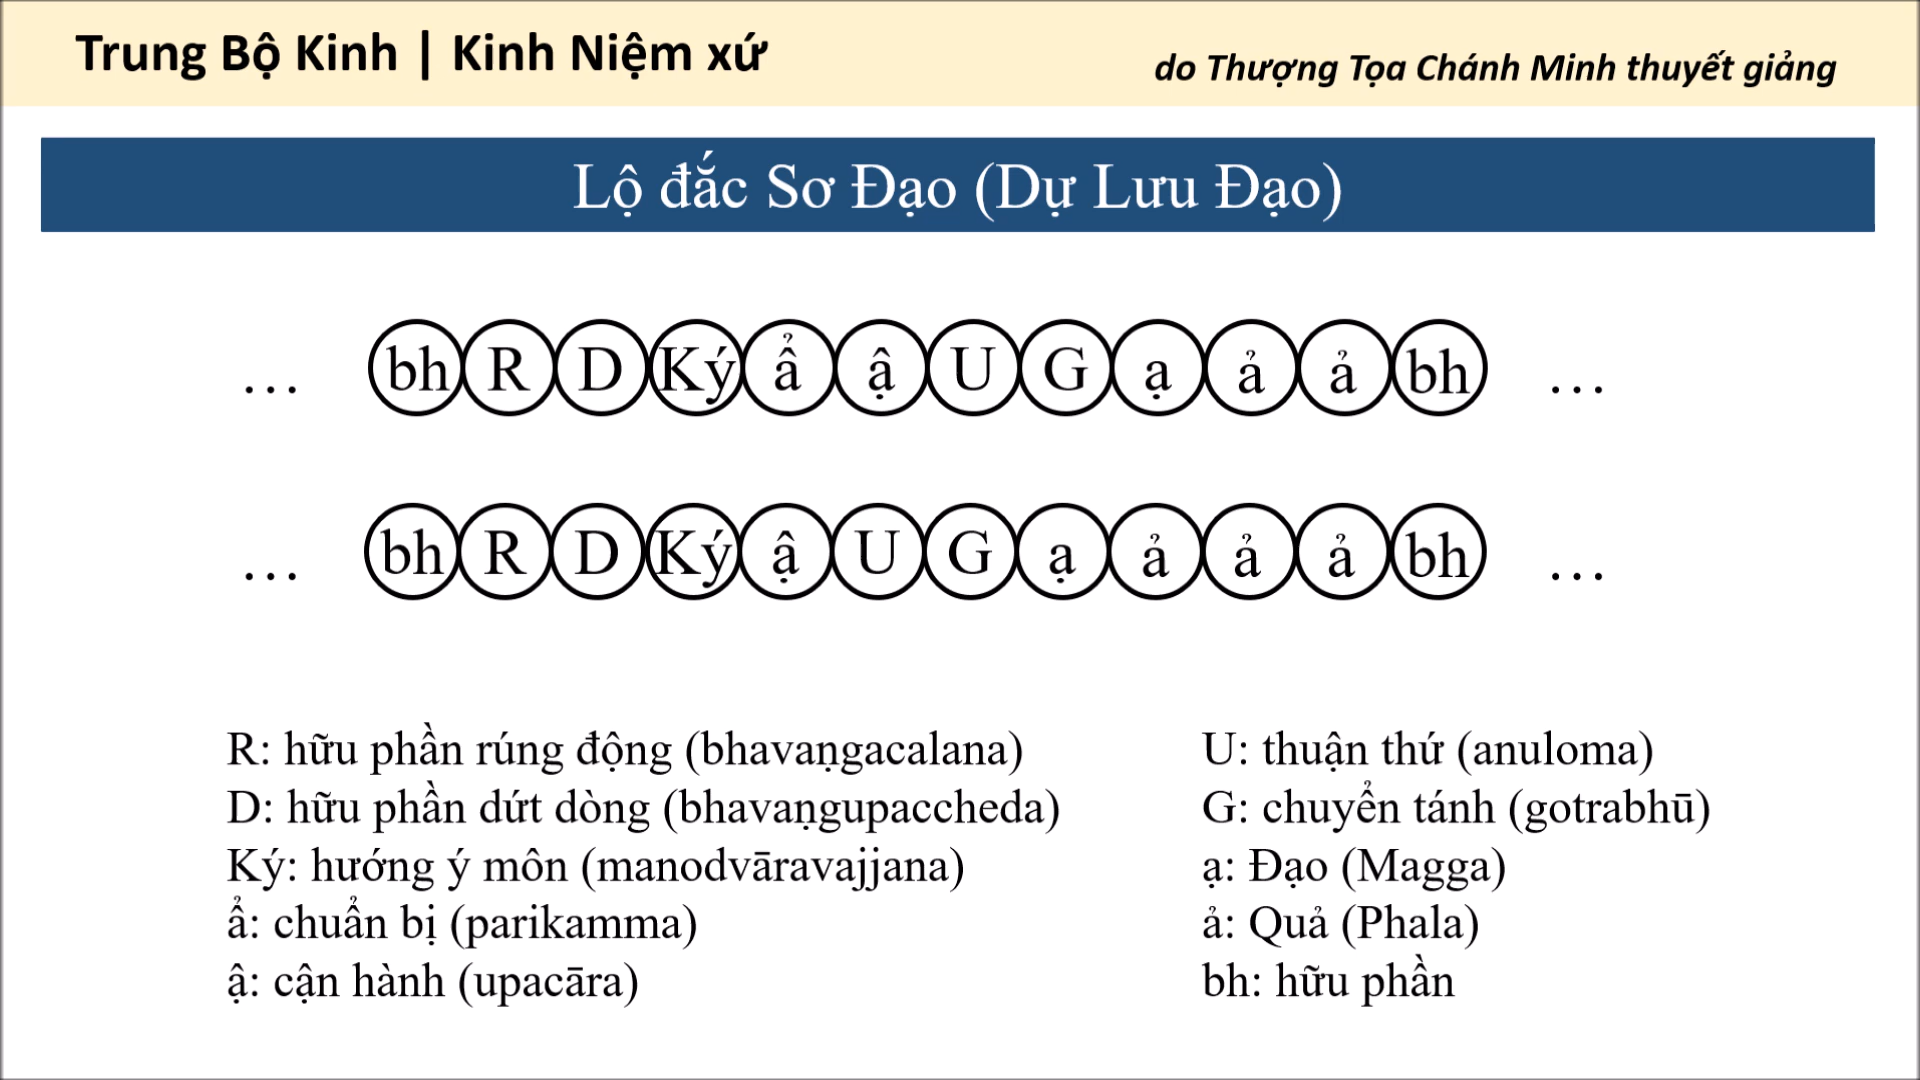 Trung Bộ Kinh | Kinh Niệm xứ
do Thượng Tọa Chánh Minh thuyết giảng
Lộ đắc Sơ Đạo (Dự Lưu Đạo)
… bh R D Ký ẩ ậ U G ạ ả ả bh …
… bh R D Ký ậ U G ạ ả ả ả bh …
R: hữu phần rúng động (bhavaṇgacalana)
D: hữu phần dứt dòng (bhavaṇgupaccheda)
Ký: hướng ý môn (manodvāravajjana)
ẩ: chuẩn bị (parikamma)
ậ: cận hành (upacāra)
U: thuận thứ (anuloma)
G: chuyển tánh (gotrabhū)
ạ: Đạo (Magga)
ả: Quả (Phala)
bh: hữu phần